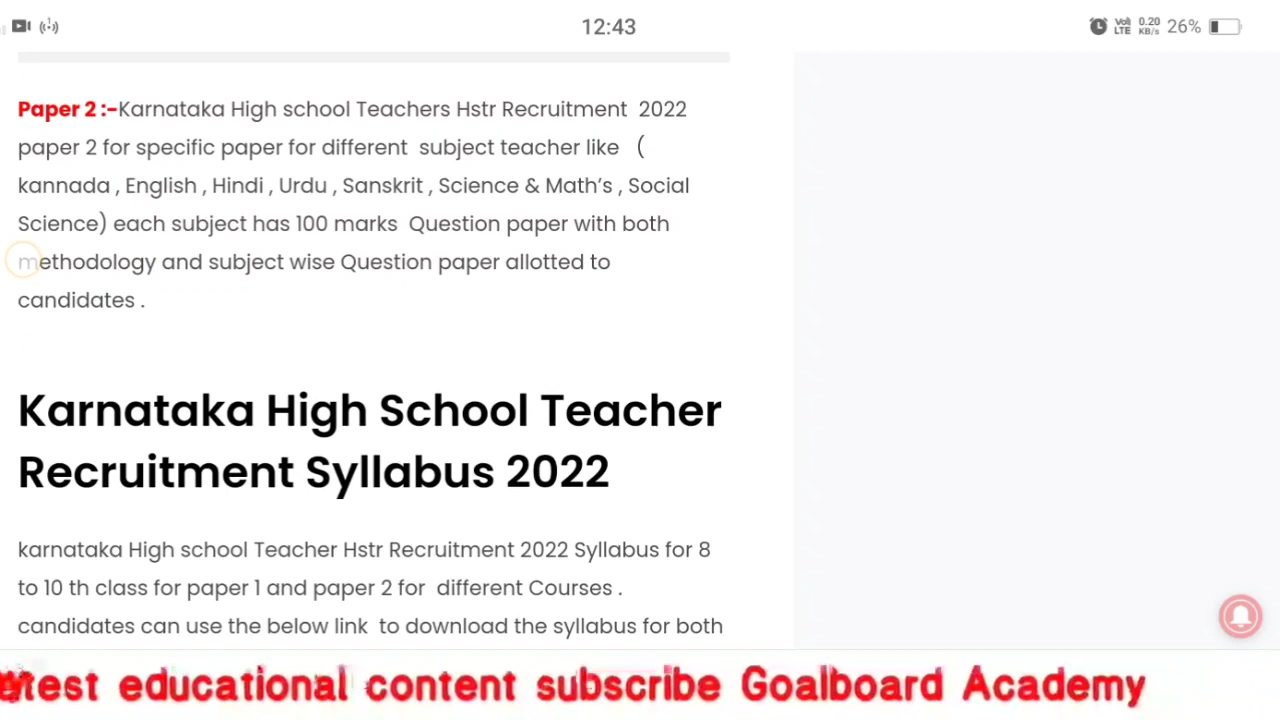 12:43
Vo)) LTE 0.20 KB/s 26%
Paper 2 :-Karnataka High school Teachers Hstr Recruitment 2022
paper 2 for specific paper for different subject teacher like (
kannada , English , Hindi , Urdu , Sanskrit , Science & Math's , Social
Science) each subject has 100 marks Question paper with both
methodology and subject wise Question paper allotted to
candidates .
Karnataka High School Teacher
Recruitment Syllabus 2022
karnataka High school Teacher Hstr Recruitment 2022 Syllabus for 8
to 10 th class for paper 1 and paper 2 for different Courses .
candidates can use the below link to download the syllabus for both
educational content subscribe Goalboard Academy